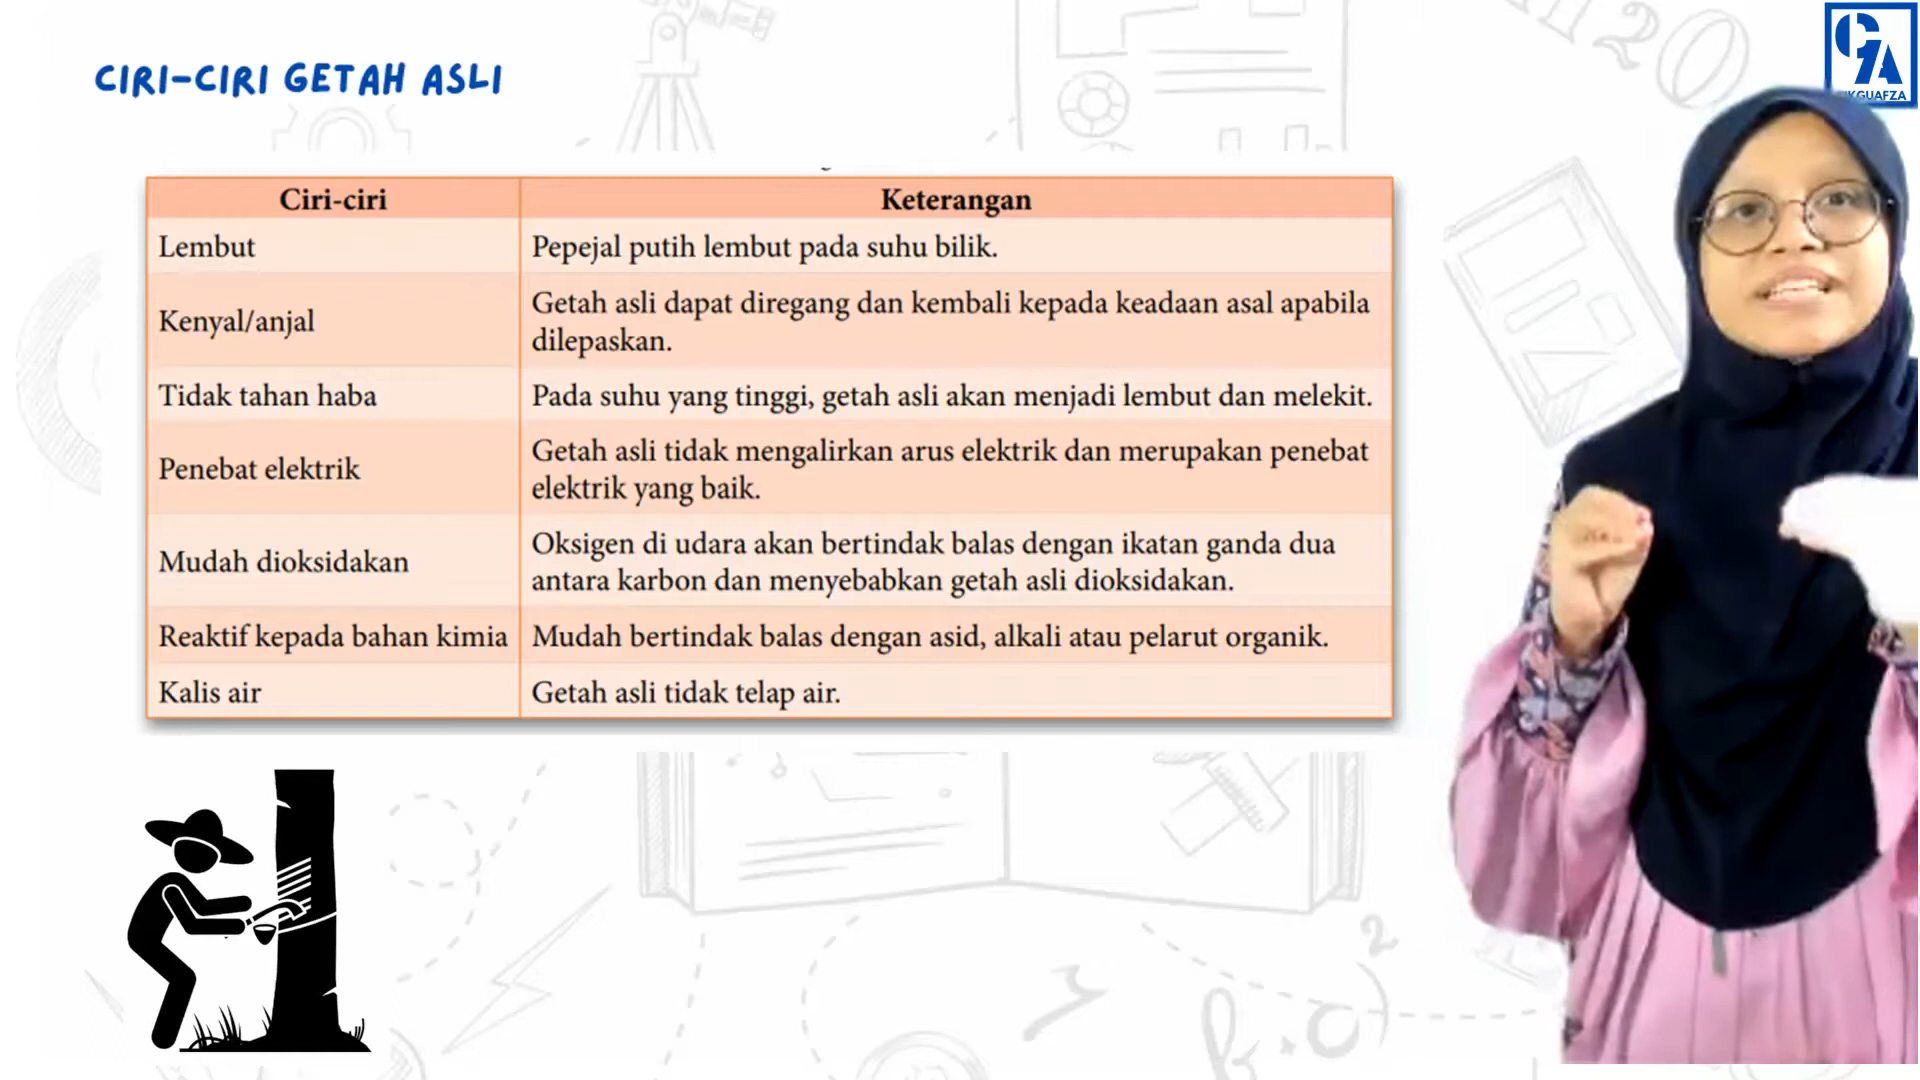 CIRI-CIRI GETAH ASLI
Ciri-ciri
Keterangan
Lembut
Pepejal putih lembut pada suhu bilik.
Kenyal/anjal
Getah asli dapat diregang dan kembali kepada keadaan asal apabila
dilepaskan.
Tidak tahan haba
Pada suhu yang tinggi, getah asli akan menjadi lembut dan melekit.
Penebat elektrik
Getah asli tidak mengalirkan arus elektrik dan merupakan penebat
elektrik yang baik.
Mudah dioksidakan
Oksigen di udara akan bertindak balas dengan ikatan ganda dua
antara karbon dan menyebabkan getah asli dioksidakan.
Reaktif kepada bahan kimia
Mudah bertindak balas dengan asid, alkali atau pelarut organik.
Kalis air
Getah asli tidak telap air.